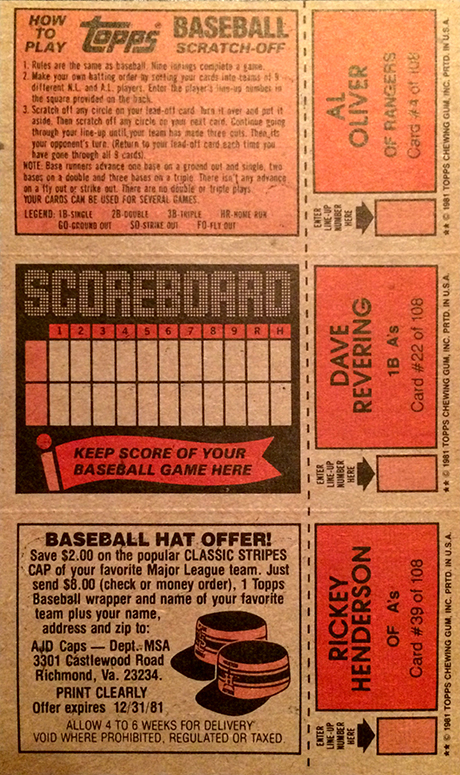 HOW TO PLAY
Topps
BASEBALL
SCRATCH-OFF
1. Rules are the same as baseball. Nine innings complete a game.
2. Make your own batting order by sorting your cards into teams of 9
different N.L. and A.L. players. Enter the player's line-up number in
the square provided on the back.
3. Scratch off any circle on your lead-off card. Turn it over and put it
aside. Then scratch off any circle on your next card. Continue going
through your line-up until your team has made three outs. Then its
your opponent's turn. (Return to your lead-off card each time you
have gone through all 9 cards).
NOTE: Base runners advance one base on a ground out and single, two
bases on a double and three bases on a triple. There isn't any advance
on a fly out or strike out. There are no double or triple plays.
YOUR CARDS CAN BE USED FOR SEVERAL GAMES.
LEGEND: 1B-SINGLE 2B-DOUBLE 3B-TRIPLE HR-HOME RUN
GO-GROUND OUT SO-STRIKE OUT FO-FLY OUT
AL
OLIVER
OF RANGERS
Card #4 of 108
ENTER
LINE-UP
NUMBER
HERE
★★ © 1981 TOPPS CHEWING GUM, INC. PRTD. IN U.S.A.
SCOREBOARD
1 2 3 4 5 6 7 8 9 R H
KEEP SCORE OF YOUR
BASEBALL GAME HERE
DAVE
REVERING
1B A's
Card #22 of 108
ENTER
LINE-UP
NUMBER
HERE
★★ © 1981 TOPPS CHEWING GUM, INC. PRTD. IN U.S.A.
BASEBALL HAT OFFER!
Save $2.00 on the popular CLASSIC STRIPES
CAP of your favorite Major League team. Just
send $8.00 (check or money order), 1 Topps
Baseball wrapper and name of your favorite
team plus your name,
address and zip to:
AJD Caps — Dept. MSA
3301 Castlewood Road
Richmond, Va. 23234.
PRINT CLEARLY
Offer expires 12/31/81
ALLOW 4 TO 6 WEEKS FOR DELIVERY
VOID WHERE PROHIBITED, REGULATED OR TAXED
RICKEY
HENDERSON
OF A's
Card #39 of 108
ENTER
LINE-UP
NUMBER
HERE
★★ © 1981 TOPPS CHEWING GUM, INC. PRTD. IN U.S.A.